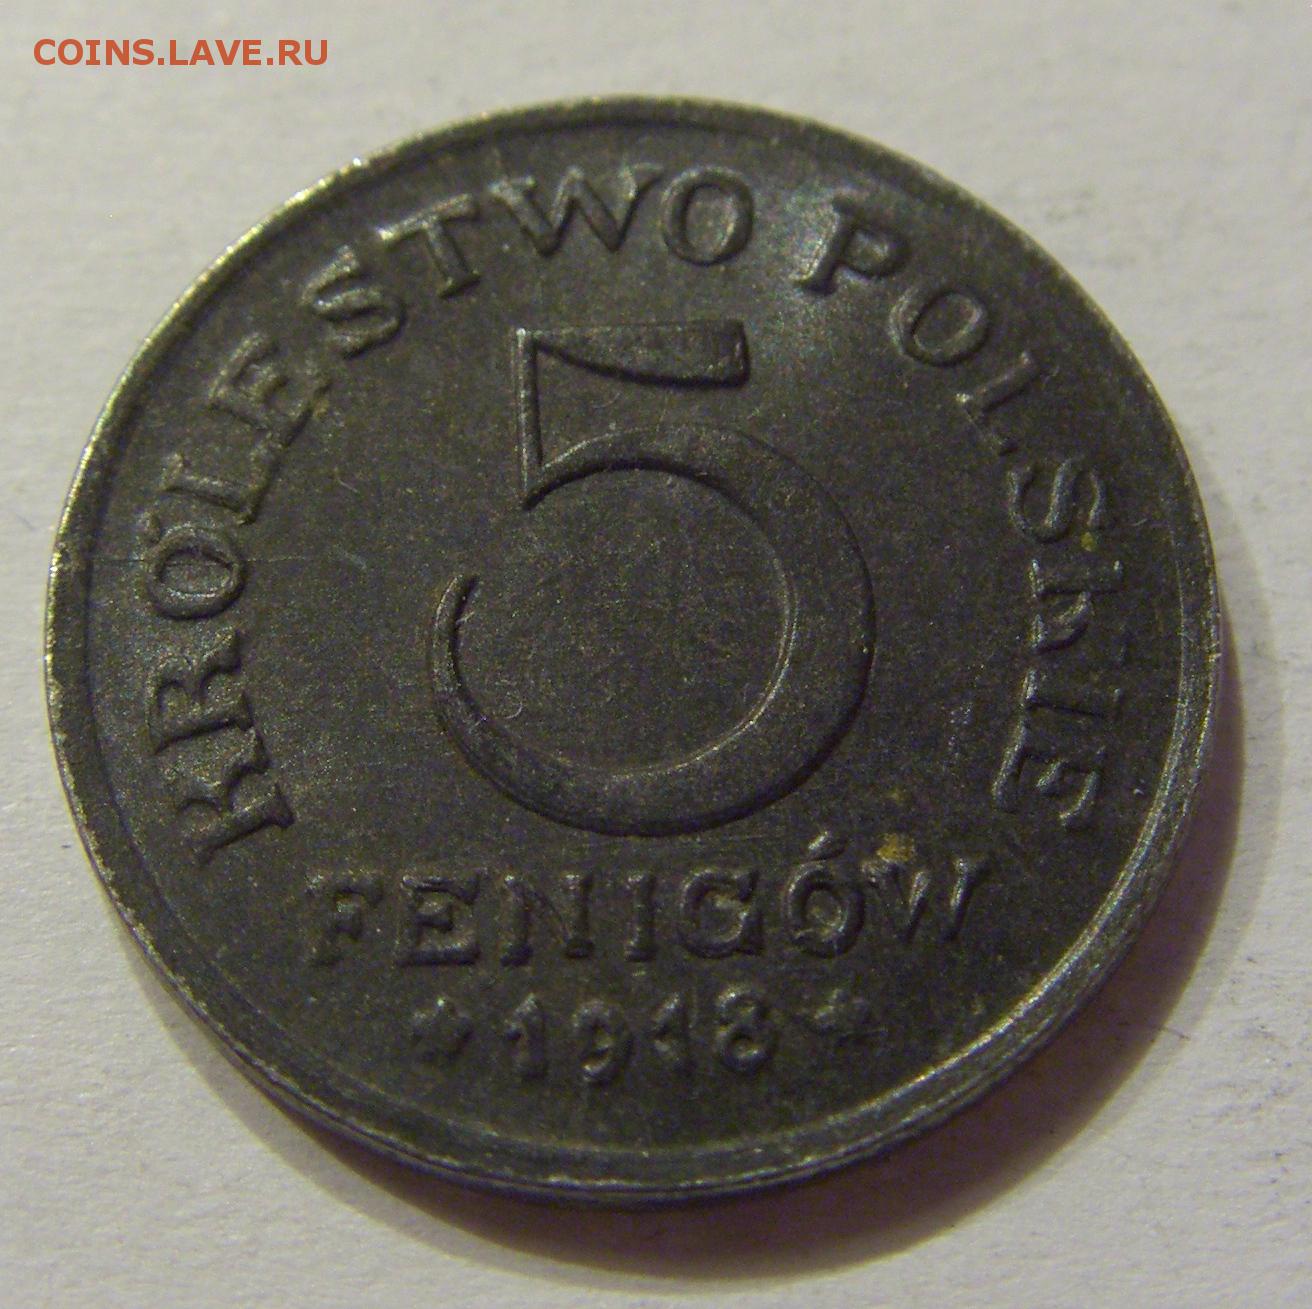 COINS.LAVE.RU
KRÓLESTWO POLSKIE
5
FENIGÓW
1918